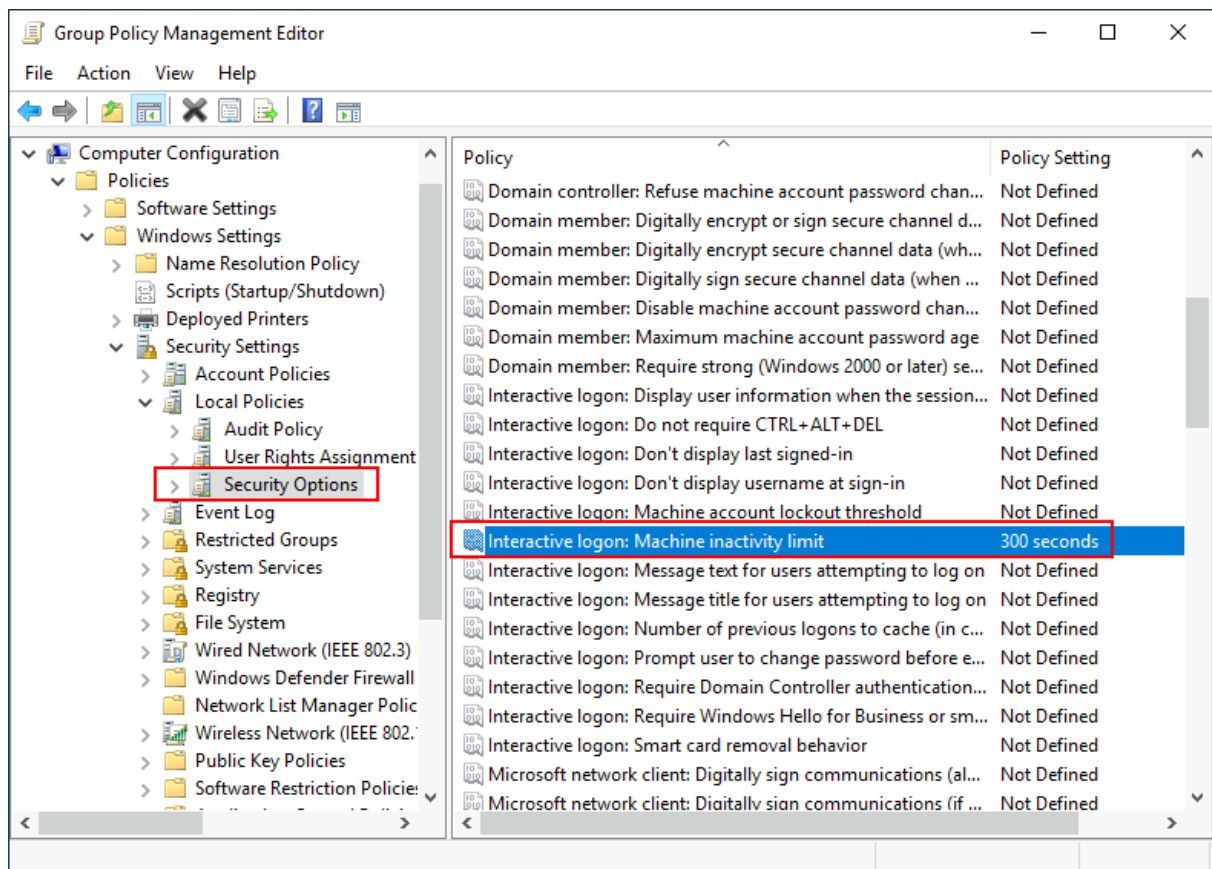 Group Policy Management Editor
File Action View Help
Computer Configuration
Policies
Software Settings
Windows Settings
Name Resolution Policy
Scripts (Startup/Shutdown)
Deployed Printers
Security Settings
Account Policies
Local Policies
Audit Policy
User Rights Assignment
Security Options
Event Log
Restricted Groups
System Services
Registry
File System
Wired Network (IEEE 802.3)
Windows Defender Firewall
Network List Manager Polic
Wireless Network (IEEE 802.1
Public Key Policies
Software Restriction Policies
Policy Policy Setting
Domain controller: Refuse machine account password chan... Not Defined
Domain member: Digitally encrypt or sign secure channel d... Not Defined
Domain member: Digitally encrypt secure channel data (wh... Not Defined
Domain member: Digitally sign secure channel data (when ... Not Defined
Domain member: Disable machine account password chan... Not Defined
Domain member: Maximum machine account password age Not Defined
Domain member: Require strong (Windows 2000 or later) se... Not Defined
Interactive logon: Display user information when the session... Not Defined
Interactive logon: Do not require CTRL+ALT+DEL Not Defined
Interactive logon: Don't display last signed-in Not Defined
Interactive logon: Don't display username at sign-in Not Defined
Interactive logon: Machine account lockout threshold Not Defined
Interactive logon: Machine inactivity limit 300 seconds
Interactive logon: Message text for users attempting to log on Not Defined
Interactive logon: Message title for users attempting to log on Not Defined
Interactive logon: Number of previous logons to cache (in c... Not Defined
Interactive logon: Prompt user to change password before e... Not Defined
Interactive logon: Require Domain Controller authentication... Not Defined
Interactive logon: Require Windows Hello for Business or sm... Not Defined
Interactive logon: Smart card removal behavior Not Defined
Microsoft network client: Digitally sign communications (al... Not Defined
Microsoft network client: Digitally sign communications (if ... Not Defined